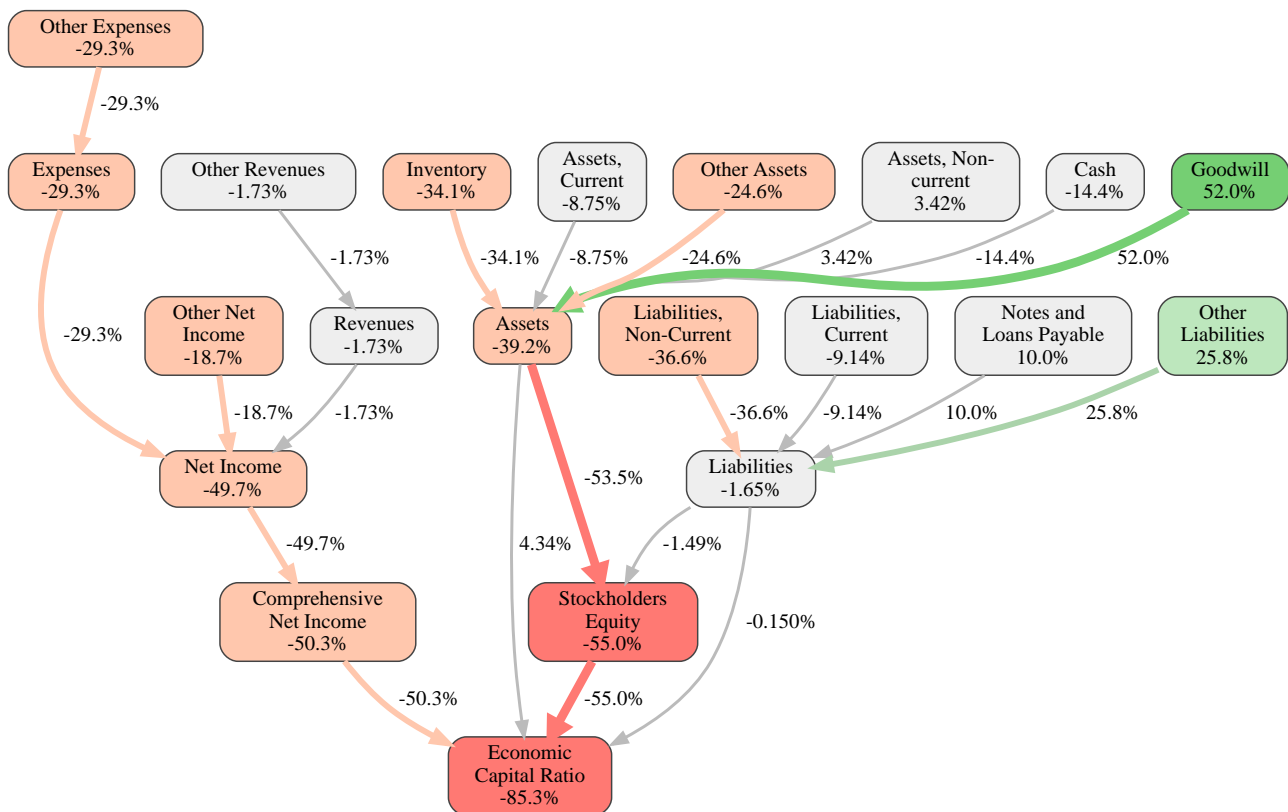 Other Expenses
-29.3%
-29.3%
Expenses
-29.3%
Other Revenues
-1.73%
Inventory
-34.1%
Assets,
Current
-8.75%
Other Assets
-24.6%
Assets, Non-
current
3.42%
Cash
-14.4%
Goodwill
52.0%
-1.73%
-34.1%
-8.75%
-24.6%
3.42%
-14.4%
52.0%
-29.3%
Other Net
Income
-18.7%
Revenues
-1.73%
Assets
-39.2%
Liabilities,
Non-Current
-36.6%
Liabilities,
Current
-9.14%
Notes and
Loans Payable
10.0%
Other
Liabilities
25.8%
-18.7%
-1.73%
-36.6%
-9.14%
10.0%
25.8%
Net Income
-49.7%
-53.5%
Liabilities
-1.65%
-49.7%
4.34%
-1.49%
Comprehensive
Net Income
-50.3%
Stockholders
Equity
-55.0%
-0.150%
-50.3%
-55.0%
Economic
Capital Ratio
-85.3%